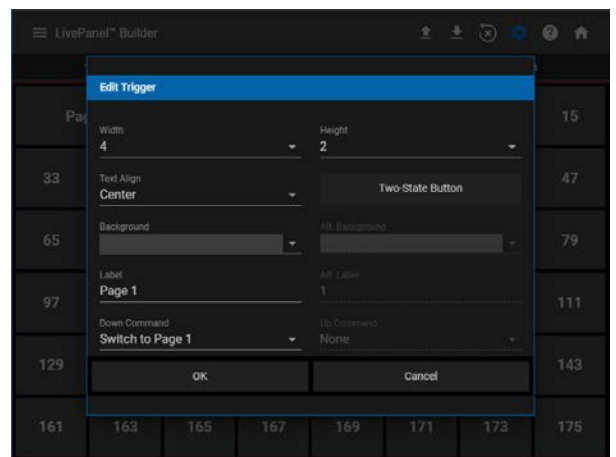 LivePanel™ Builder
Edit Trigger
Pag
15
Width
Height
4
2
33
Text Align
Two-State Button
47
Center
65
Background
Alt. Background
79
Label
Alt. Label
Page 1
1
97
111
Down Command
Up Command
Switch to Page 1
None
129
OK
Cancel
143
161 163 165 167 169 171 173 175